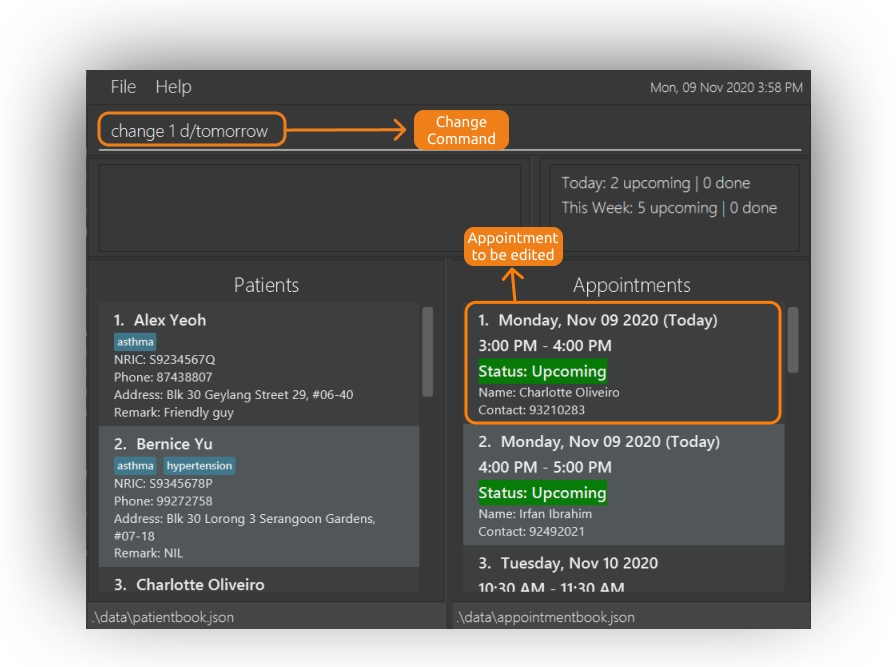 File Help
Mon, 09 Nov 2020 3:58 PM
change 1 d/tomorrow
Change
Command
Today: 2 upcoming | 0 done
This Week: 5 upcoming | 0 done
Appointment
to be edited
Patients
1. Alex Yeoh
asthma
NRIC: S9234567Q
Phone: 87438807
Address: Blk 30 Geylang Street 29, #06-40
Remark: Friendly guy
2. Bernice Yu
asthma hypertension
NRIC: S9345678P
Phone: 99272758
Address: Blk 30 Lorong 3 Serangoon Gardens,
#07-18
Remark: NIL
3. Charlotte Oliveiro
Appointments
1. Monday, Nov 09 2020 (Today)
3:00 PM - 4:00 PM
Status: Upcoming
Name: Charlotte Oliveiro
Contact: 93210283
2. Monday, Nov 09 2020 (Today)
4:00 PM - 5:00 PM
Status: Upcoming
Name: Irfan Ibrahim
Contact: 92492021
3. Tuesday, Nov 10 2020
10:30 AM - 11:30 AM
.\data\patientbook.json
.\data\appointmentbook.json